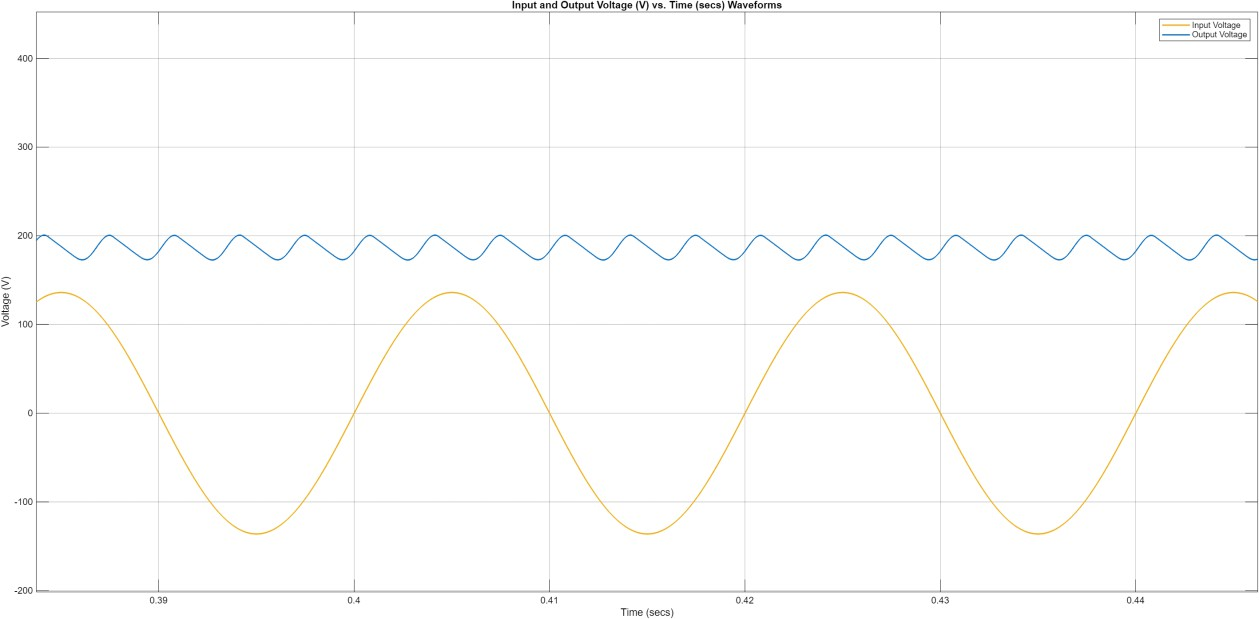 Input and Output Voltage (V) vs. Time (secs) Waveforms
Input Voltage
Output Voltage
400
300
200
100
0
-100
-200
Voltage (V)
0.39 0.4 0.41 0.42 0.43 0.44
Time (secs)